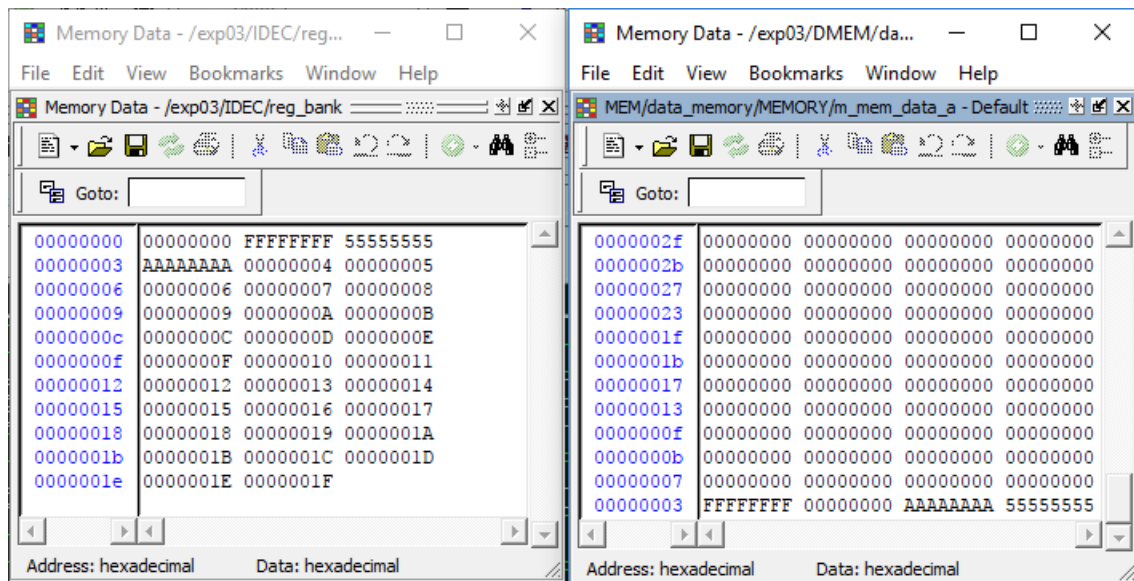 Memory Data - /exp03/IDEC/reg...
File Edit View Bookmarks Window Help
Memory Data - /exp03/IDEC/reg_bank
Goto:
00000000 00000000 FFFFFFFF 55555555
00000003 AAAAAAAA 00000004 00000005
00000006 00000006 00000007 00000008
00000009 00000009 0000000A 0000000B
0000000c 0000000C 0000000D 0000000E
0000000f 0000000F 00000010 00000011
00000012 00000012 00000013 00000014
00000015 00000015 00000016 00000017
00000018 00000018 00000019 0000001A
0000001b 0000001B 0000001C 0000001D
0000001e 0000001E 0000001F
Address: hexadecimal Data: hexadecimal
Memory Data - /exp03/DMEM/da...
File Edit View Bookmarks Window Help
MEM/data_memory/MEMORY/m_mem_data_a - Default
Goto:
0000002f 00000000 00000000 00000000 00000000
0000002b 00000000 00000000 00000000 00000000
00000027 00000000 00000000 00000000 00000000
00000023 00000000 00000000 00000000 00000000
0000001f 00000000 00000000 00000000 00000000
0000001b 00000000 00000000 00000000 00000000
00000017 00000000 00000000 00000000 00000000
00000013 00000000 00000000 00000000 00000000
0000000f 00000000 00000000 00000000 00000000
0000000b 00000000 00000000 00000000 00000000
00000007 00000000 00000000 00000000 00000000
00000003 FFFFFFFF 00000000 AAAAAAAA 55555555
Address: hexadecimal Data: hexadecimal